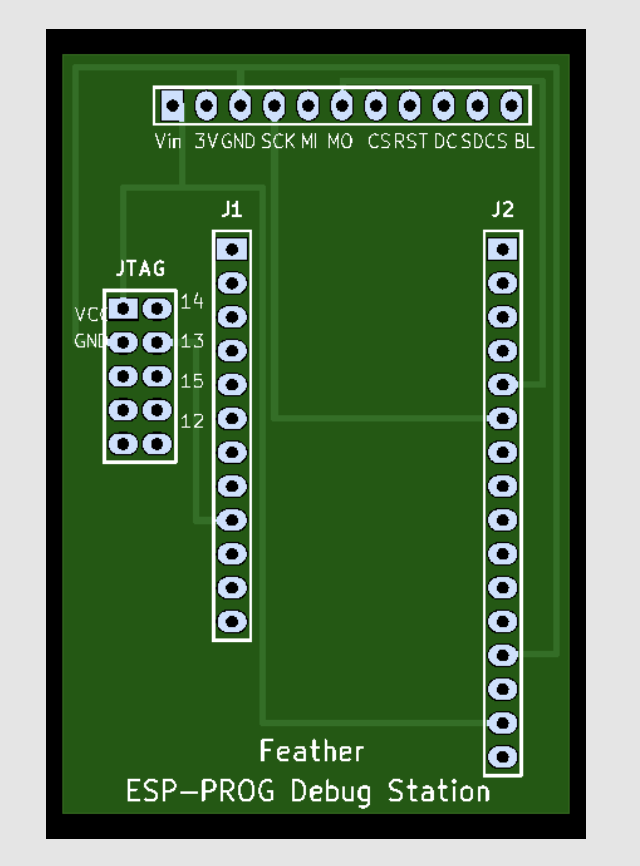 Vin 3V GND SCK MI MO CS RST DC SDCS BL
J1 J2
JTAG
14
VCC
GND 13
15
12
Feather
ESP-PROG Debug Station